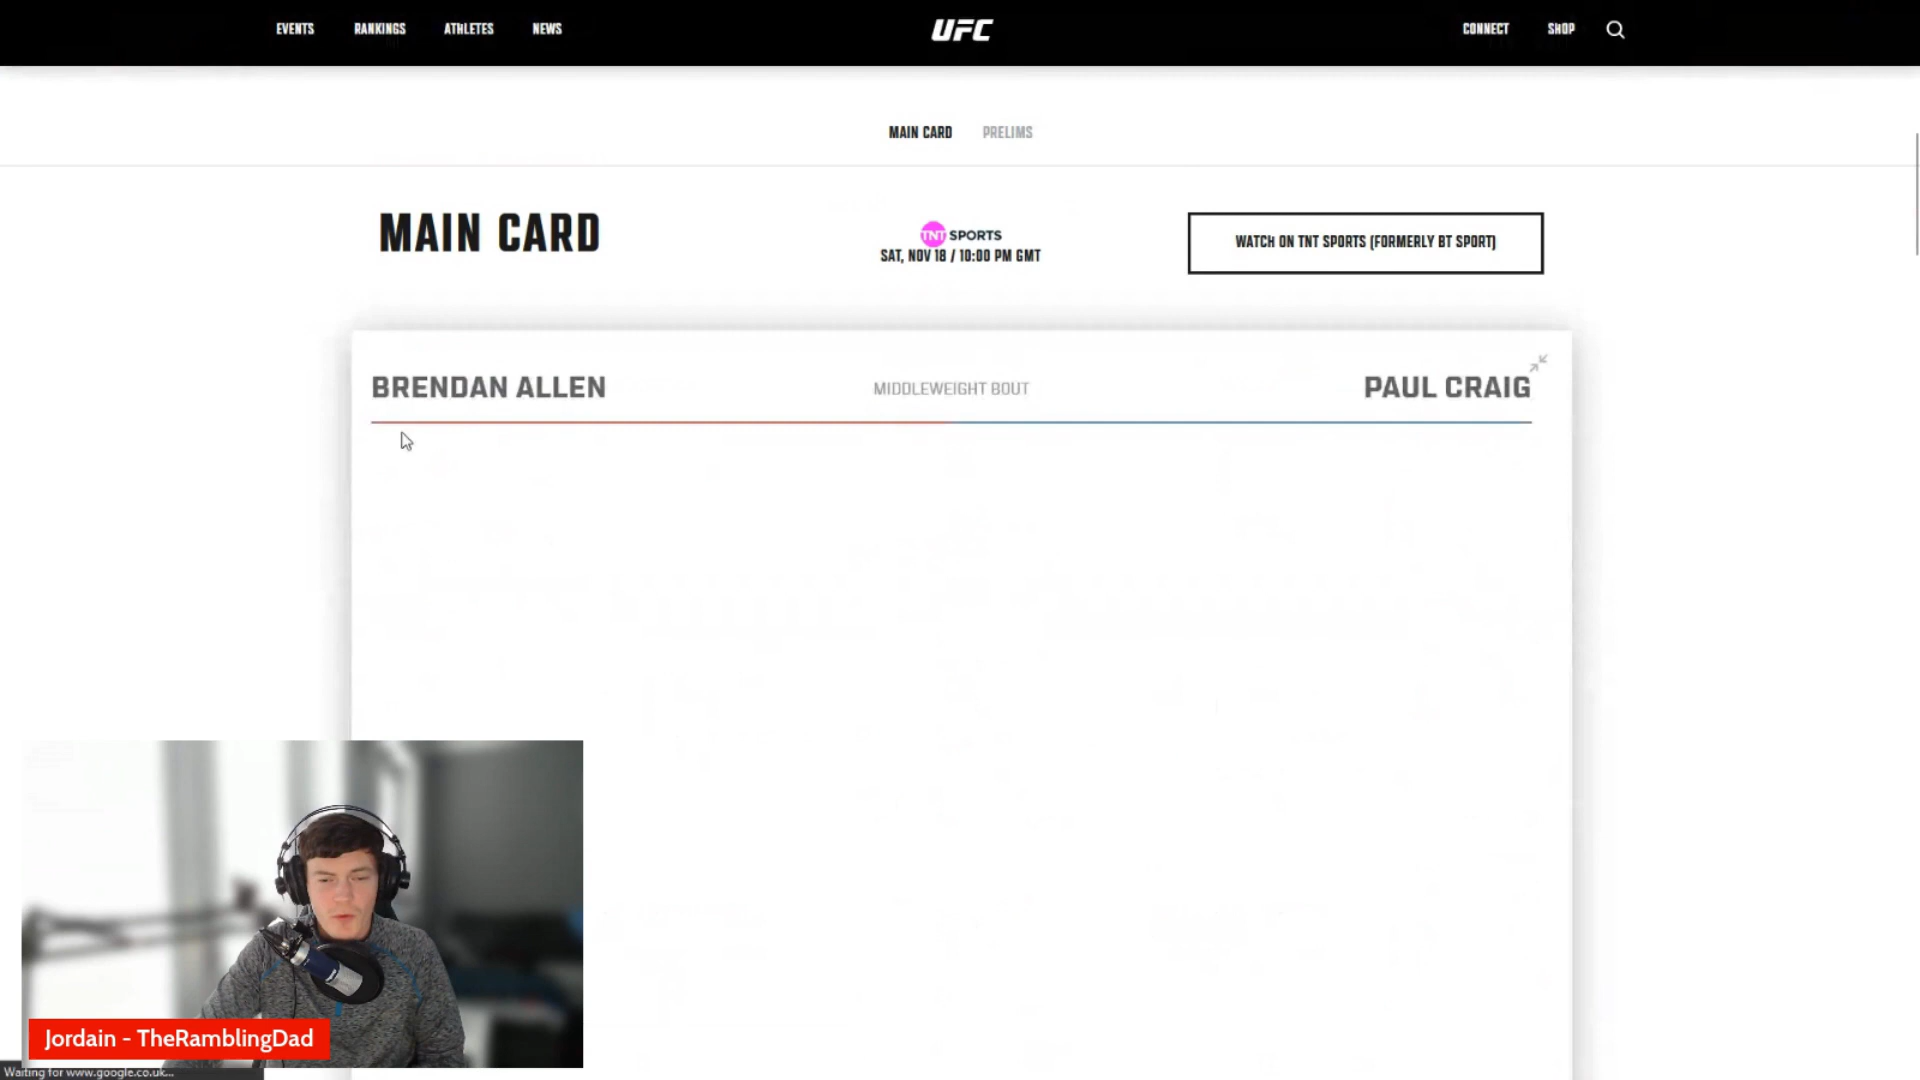 EVENTS RANKINGS ATHLETES NEWS UFC CONNECT SHOP
MAIN CARD PRELIMS
MAIN CARD
TNT SPORTS
SAT, NOV 18 / 10:00 PM GMT
WATCH ON TNT SPORTS (FORMERLY BT SPORT)
BRENDAN ALLEN MIDDLEWEIGHT BOUT PAUL CRAIG
Jordain - TheRamblingDad
Waiting for www.google.co.uk...